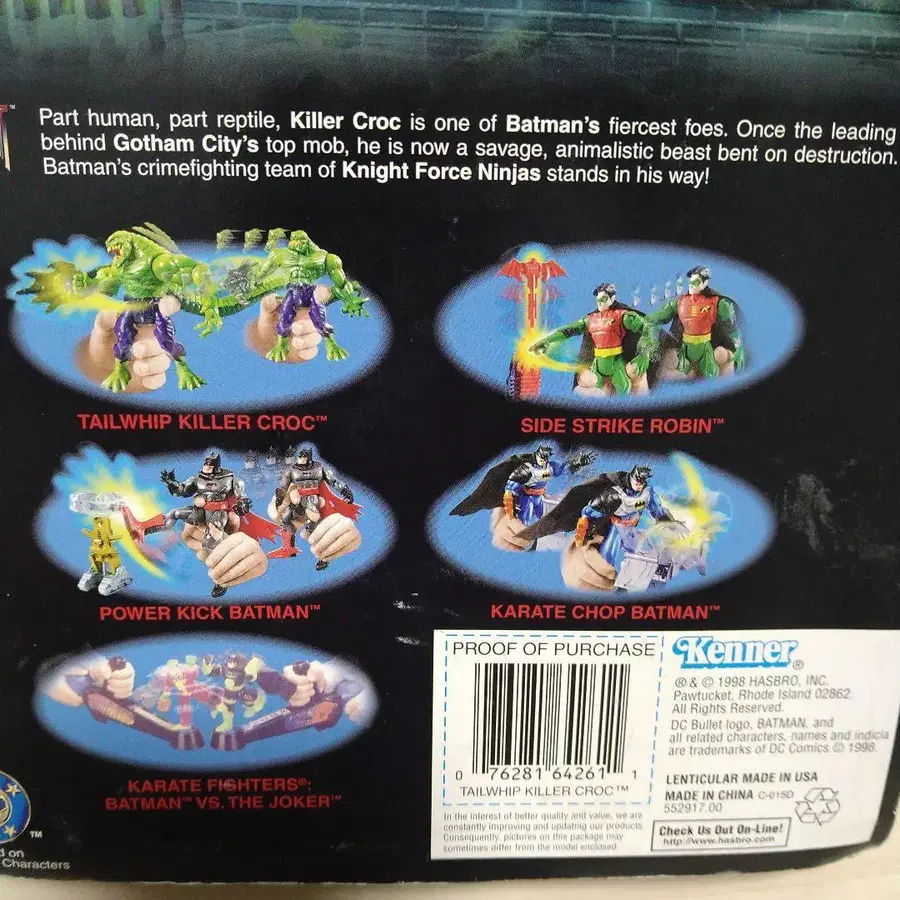 Part human, part reptile, Killer Croc is one of Batman's fiercest foes. Once the leading
behind Gotham City's top mob, he is now a savage, animalistic beast bent on destruction.
Batman's crimefighting team of Knight Force Ninjas stands in his way!
TAILWHIP KILLER CROC™
SIDE STRIKE ROBIN™
POWER KICK BATMAN™
KARATE CHOP BATMAN™
KARATE FIGHTERS®:
BATMAN™ VS. THE JOKER™
PROOF OF PURCHASE
0 76281 64261 1
TAILWHIP KILLER CROC™
In the interest of better quality and value, we are
constantly improving and updating our products.
Consequently, pictures on this package may
sometimes differ from the model enclosed.
Kenner®
® & © 1998 HASBRO, INC.
Pawtucket, Rhode Island 02862.
All Rights Reserved.
DC Bullet logo, BATMAN, and
all related characters, names and indicia
are trademarks of DC Comics © 1998.
LENTICULAR MADE IN USA
MADE IN CHINA C-015D
552917.00
Check Us Out On-Line!
http://www.hasbro.com
TM
d on
Characters